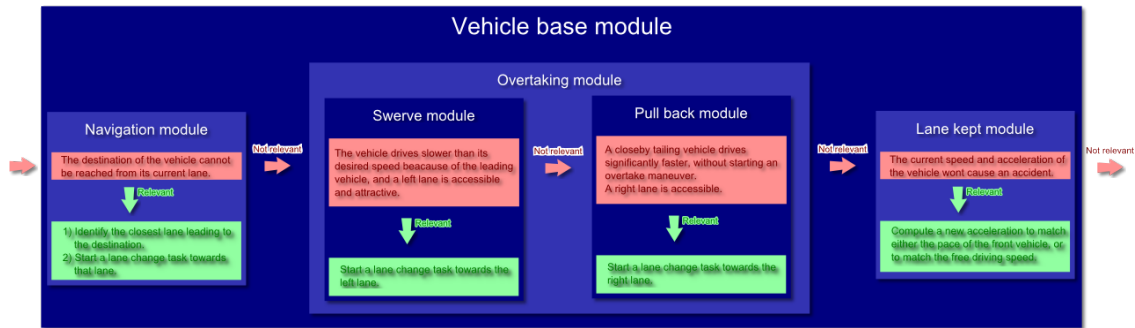 Vehicle base module
Overtaking module
Navigation module
The destination of the vehicle cannot
be reached from its current lane.
Relevant
1) Identify the closest lane leading to
the destination.
2) Start a lane change task towards
that lane.
Not relevant
Swerve module
The vehicle drives slower than its
desired speed beacause of the leading
vehicle, and a left lane is accessible
and attractive.
Relevant
Start a lane change task towards the
left lane.
Not relevant
Pull back module
A closeby tailing vehicle drives
significantly faster, without starting an
overtake maneuver.
A right lane is accessible.
Relevant
Start a lane change task towards the
right lane.
Not relevant
Lane kept module
The current speed and acceleration of
the vehicle wont cause an accident.
Relevant
Compute a new acceleration to match
either the pace of the front vehicle, or
to match the free driving speed.
Not relevant